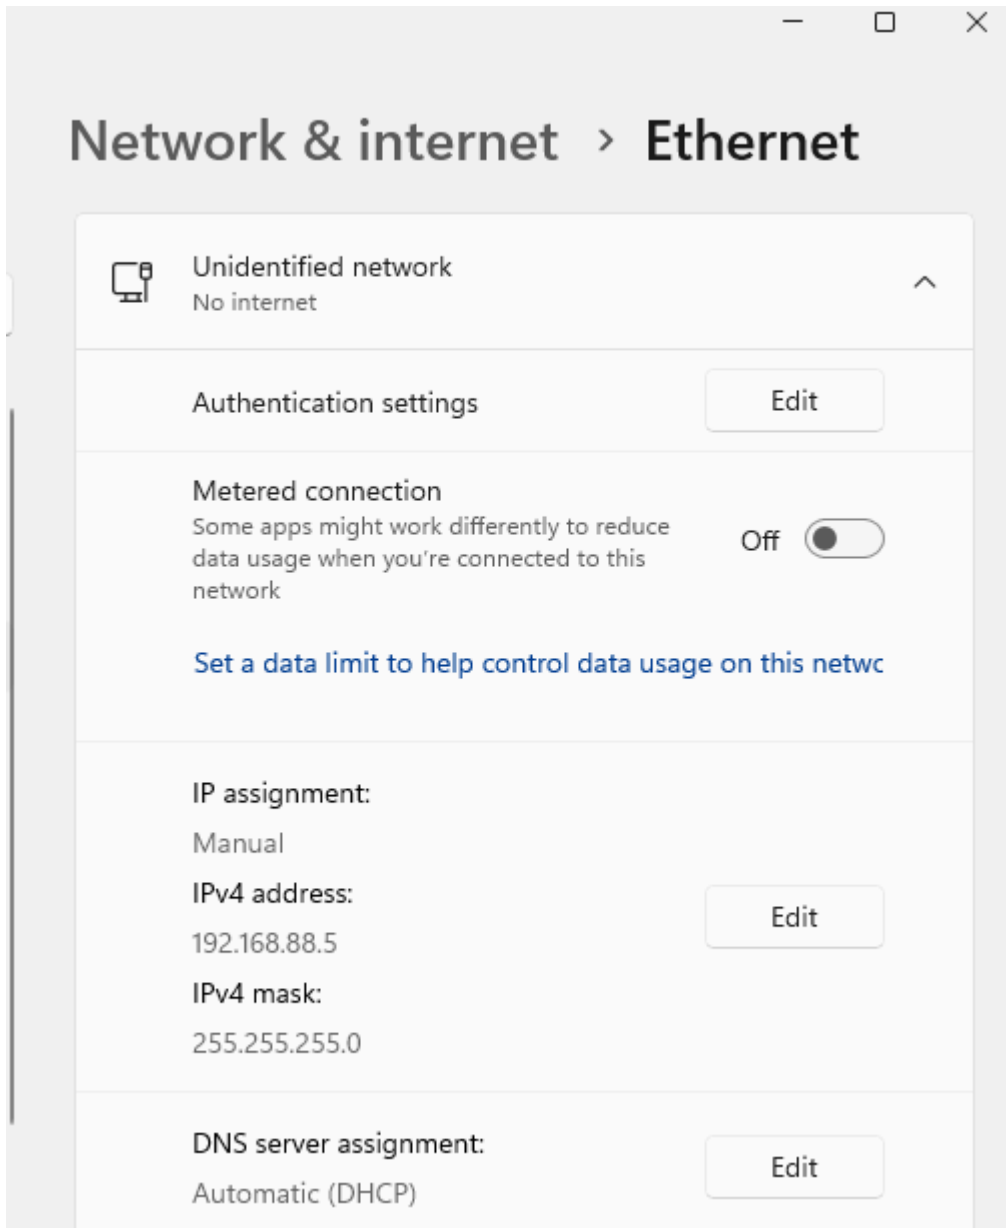 Network & internet > Ethernet
Unidentified network
No internet
Authentication settings
Edit
Metered connection
Some apps might work differently to reduce
data usage when you're connected to this
network
Off
Set a data limit to help control data usage on this netwc
IP assignment:
Manual
IPv4 address:
192.168.88.5
IPv4 mask:
255.255.255.0
Edit
DNS server assignment:
Automatic (DHCP)
Edit